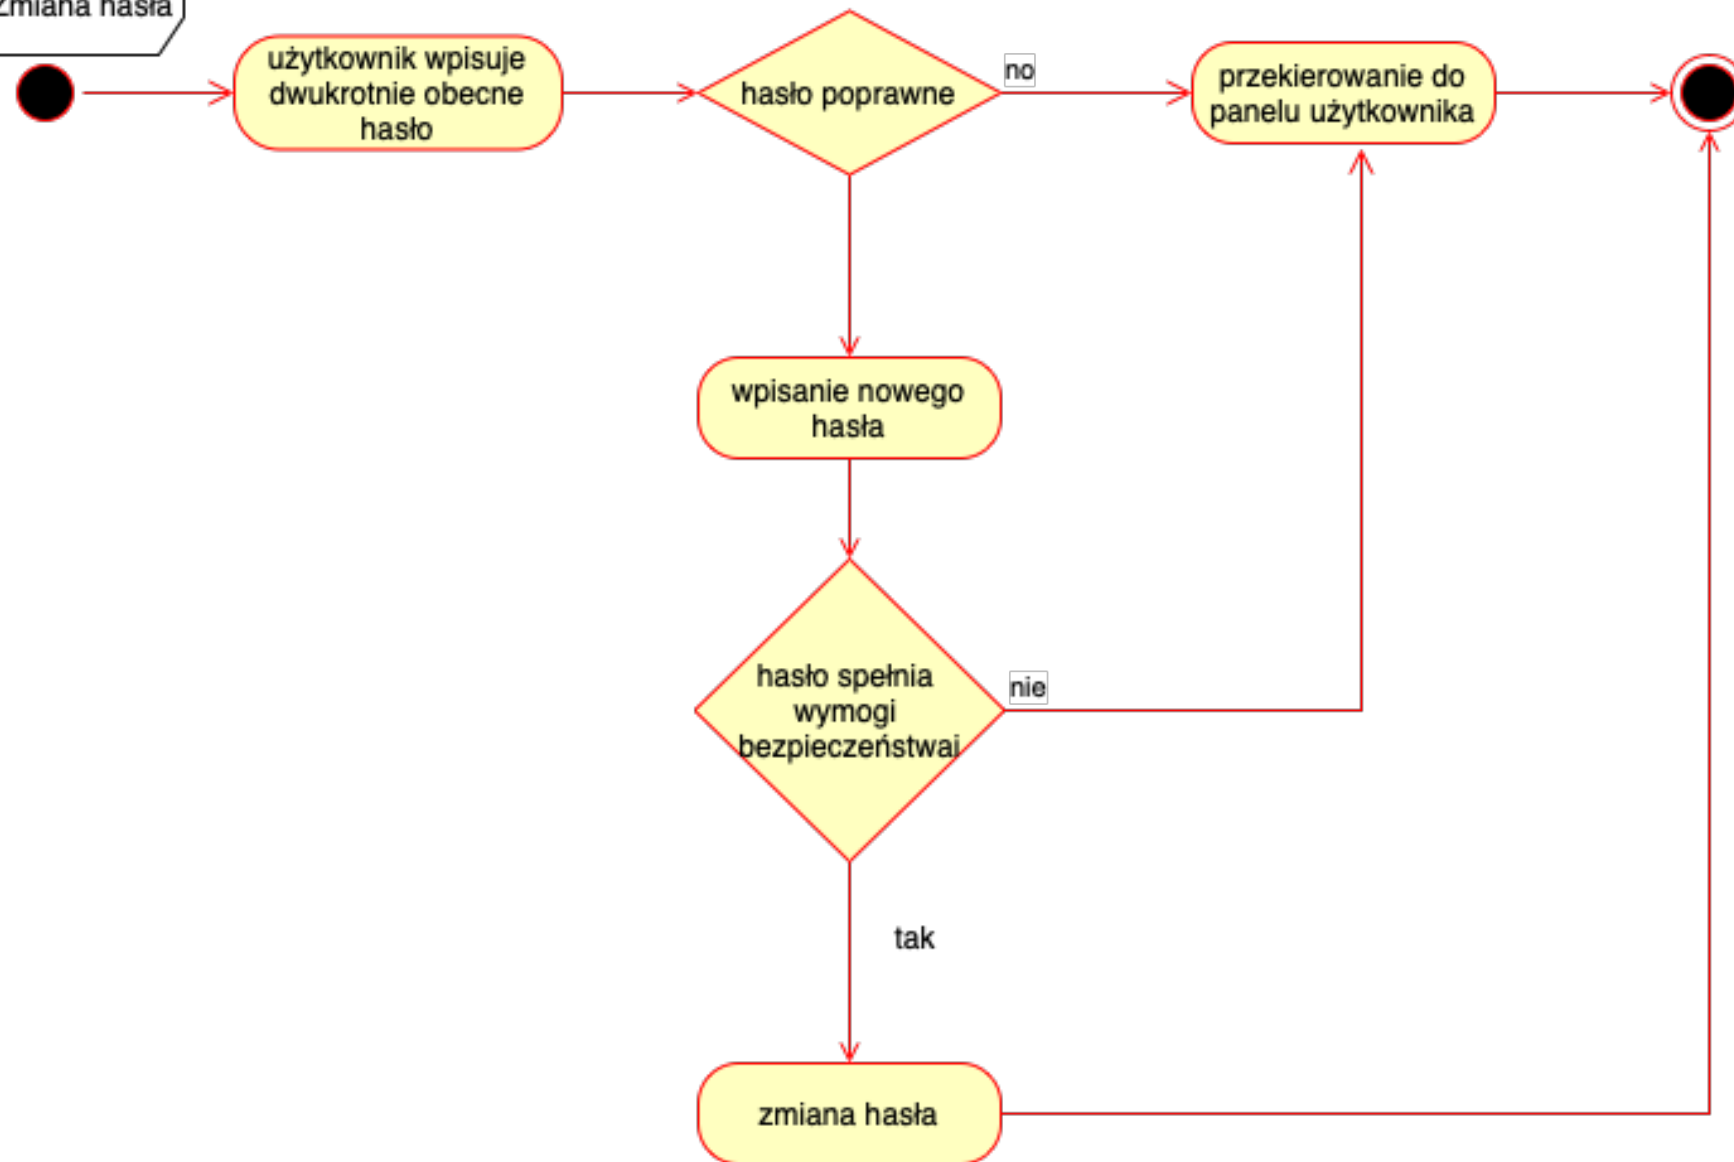 Zmiana hasła
użytkownik wpisuje
dwukrotnie obecne
hasło
hasło poprawne
no
przekierowanie do
panelu użytkownika
wpisanie nowego
hasła
hasło spełnia
wymogi
bezpieczeństwai
nie
tak
zmiana hasła